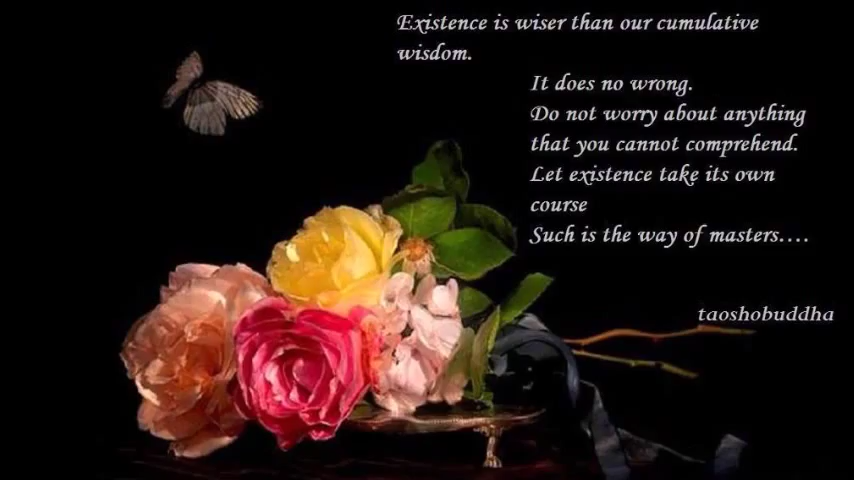 Existence is wiser than our cumulative
wisdom.
It does no wrong.
Do not worry about anything
that you cannot comprehend.
Let existence take its own
course
Such is the way of masters....
taoshobuddha